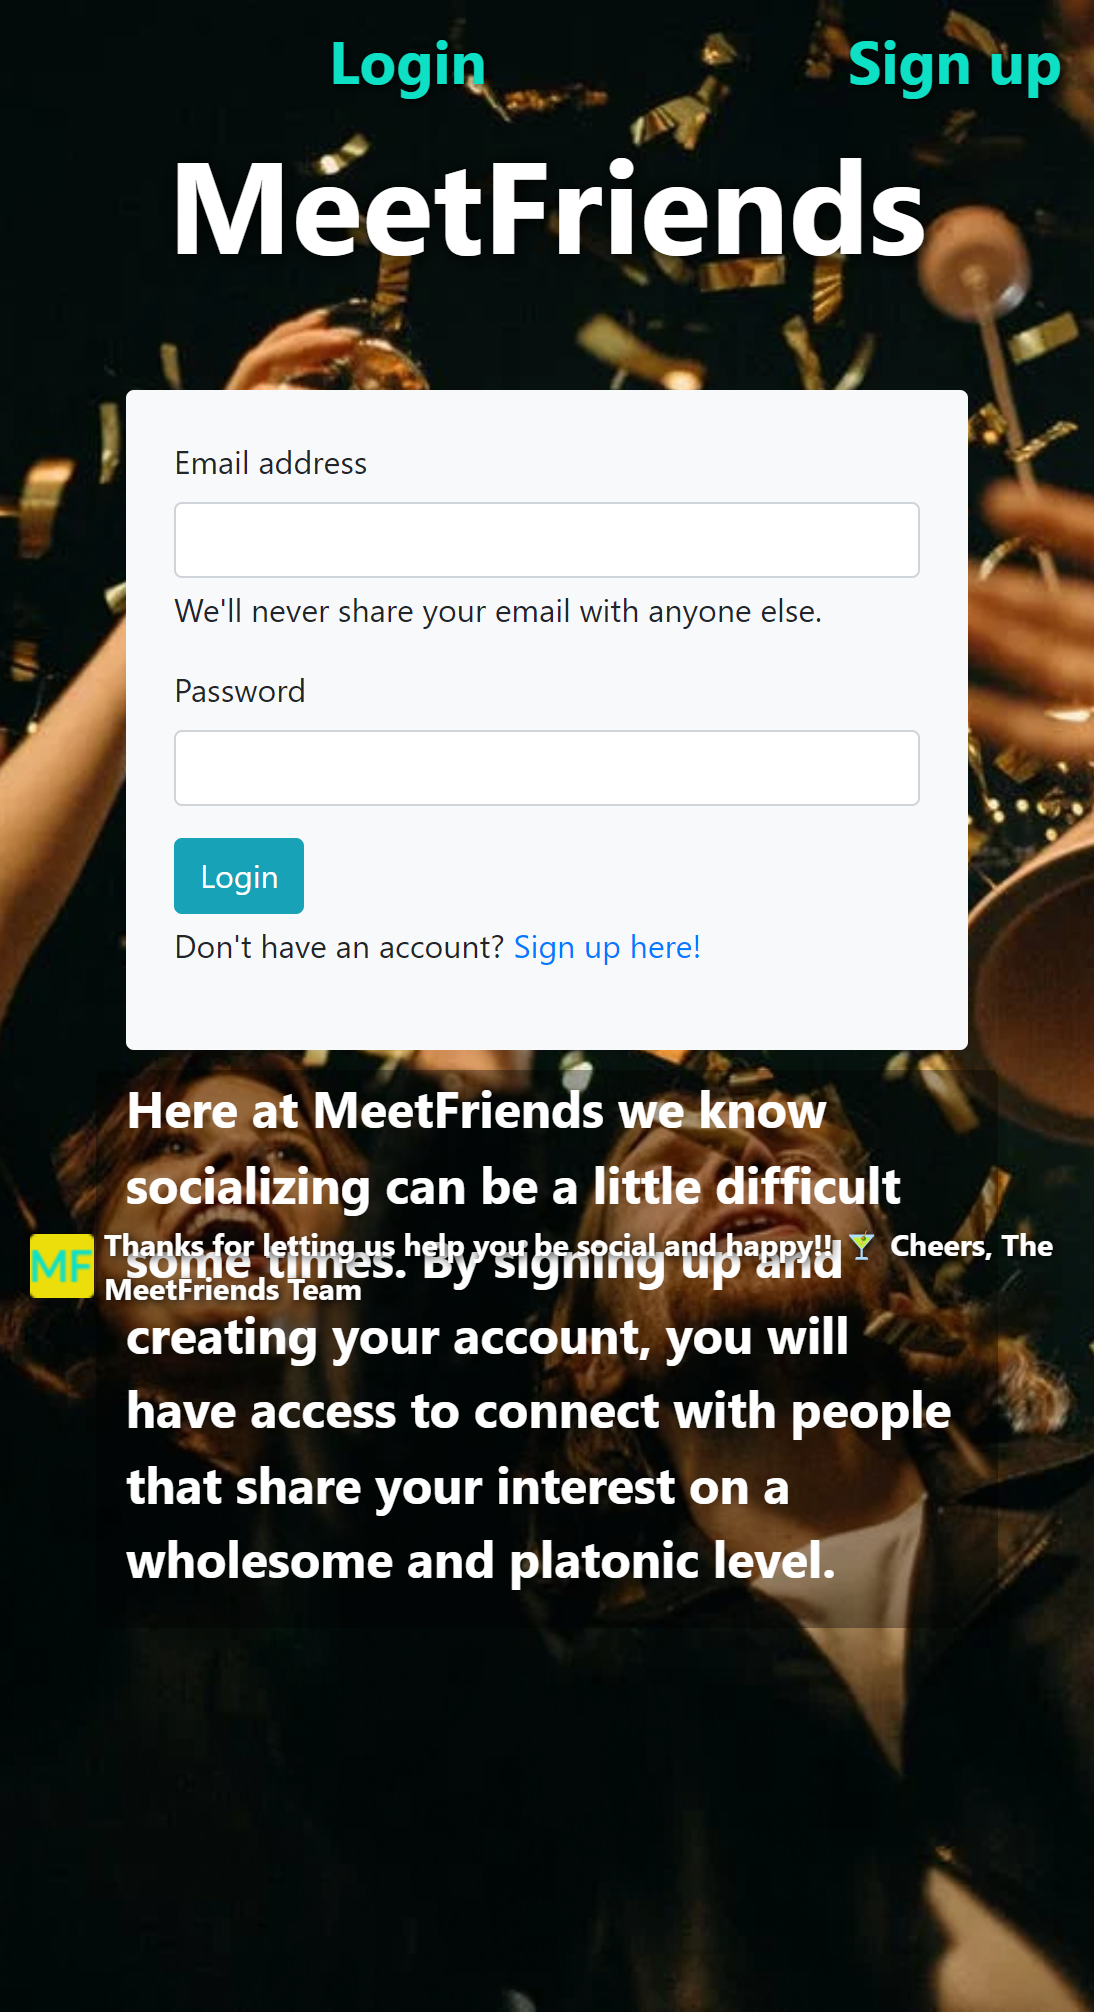 Login Sign up
MeetFriends
Email address
We'll never share your email with anyone else.
Password
Login
Don't have an account? Sign up here!
Here at MeetFriends we know
socializing can be a little difficult
some times. By signing up and
creating your account, you will
have access to connect with people
that share your interest on a
wholesome and platonic level.
MF
Thanks for letting us help you be social and happy!! 🍸 Cheers, The
MeetFriends Team